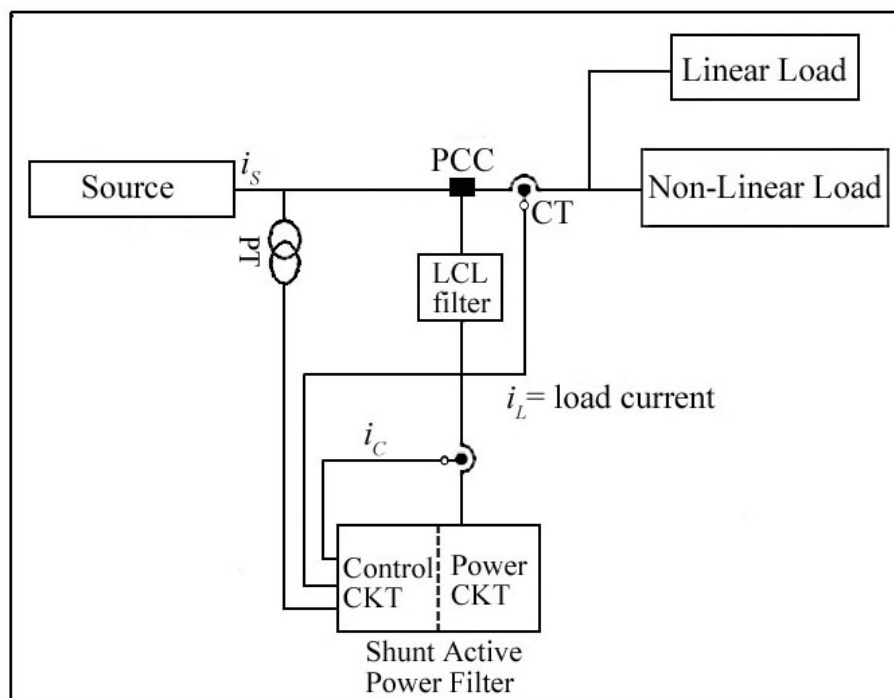 Linear Load
PCC
i_S
Source
Non-Linear Load
CT
PT
LCL
filter
i_L= load current
i_C
Control
CKT
Power
CKT
Shunt Active
Power Filter